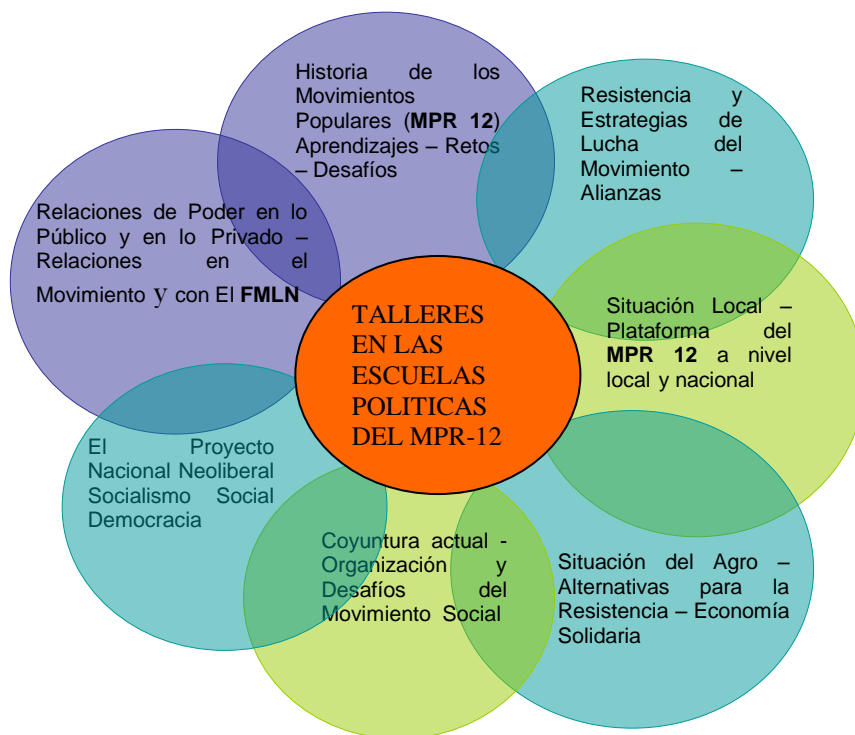 Historia de los
Movimientos
Populares (MPR 12)
Aprendizajes – Retos
– Desafíos
Resistencia y
Estrategias de
Lucha del
Movimiento –
Alianzas
Relaciones de Poder en lo
Público y en lo Privado –
Relaciones en el
Movimiento y con El FMLN
TALLERES
EN LAS
ESCUELAS
POLITICAS
DEL MPR-12
Situación Local –
Plataforma del
MPR 12 a nivel
local y nacional
El Proyecto
Nacional Neoliberal
Socialismo Social
Democracia
Coyuntura actual -
Organización y
Desafíos del
Movimiento Social
Situación del Agro –
Alternativas para la
Resistencia – Economía
Solidaria